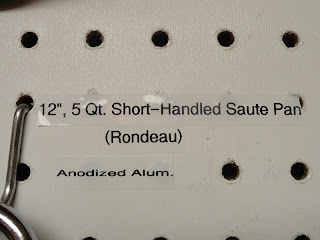 12", 5 Qt. Short-Handled Saute Pan
(Rondeau)
Anodized Alum.